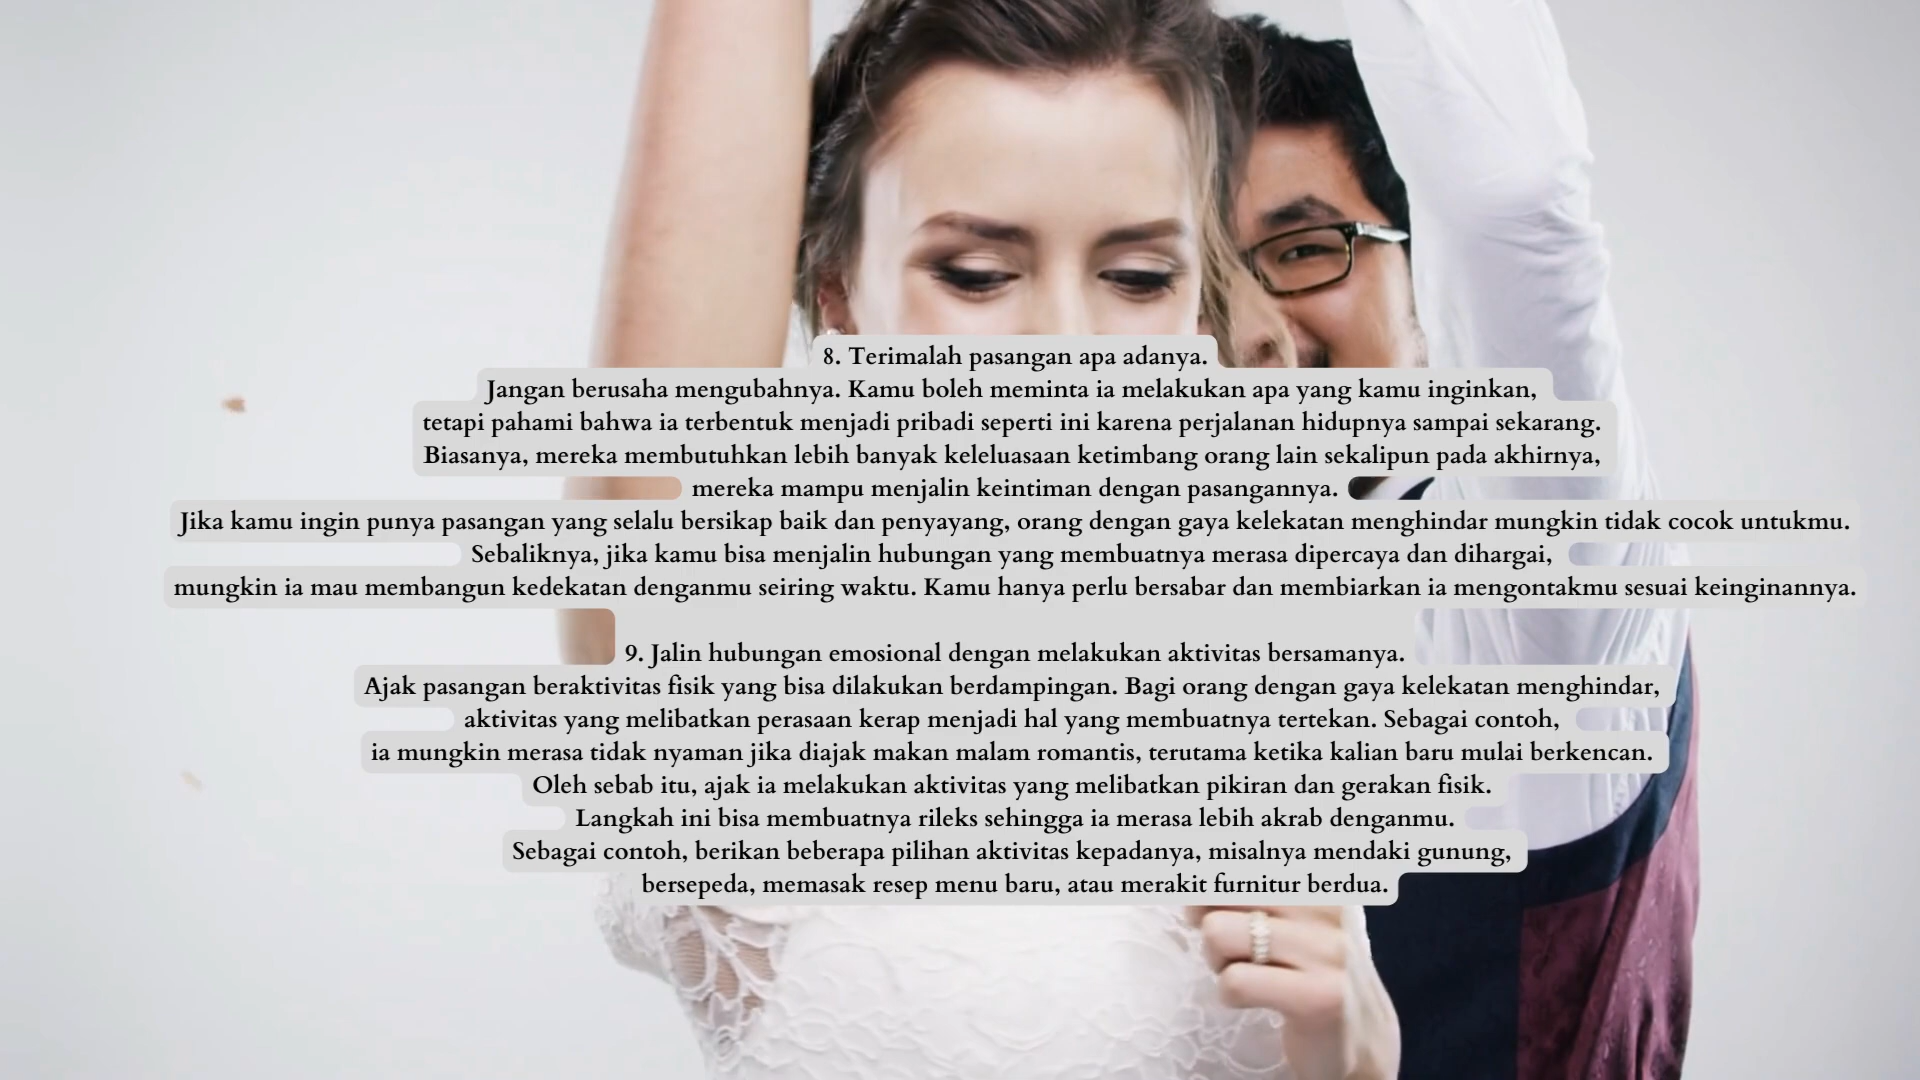 8. Terimalah pasangan apa adanya.
Jangan berusaha mengubahnya. Kamu boleh meminta ia melakukan apa yang kamu inginkan,
tetapi pahami bahwa ia terbentuk menjadi pribadi seperti ini karena perjalanan hidupnya sampai sekarang.
Biasanya, mereka membutuhkan lebih banyak keleluasaan ketimbang orang lain sekalipun pada akhirnya,
mereka mampu menjalin keintiman dengan pasangannya.
Jika kamu ingin punya pasangan yang selalu bersikap baik dan penyayang, orang dengan gaya kelekatan menghindar mungkin tidak cocok untukmu.
Sebaliknya, jika kamu bisa menjalin hubungan yang membuatnya merasa dipercaya dan dihargai,
mungkin ia mau membangun kedekatan denganmu seiring waktu. Kamu hanya perlu bersabar dan membiarkan ia mengontakmu sesuai keinginannya.
9. Jalin hubungan emosional dengan melakukan aktivitas bersamanya.
Ajak pasangan beraktivitas fisik yang bisa dilakukan berdampingan. Bagi orang dengan gaya kelekatan menghindar,
aktivitas yang melibatkan perasaan kerap menjadi hal yang membuatnya tertekan. Sebagai contoh,
ia mungkin merasa tidak nyaman jika diajak makan malam romantis, terutama ketika kalian baru mulai berkencan.
Oleh sebab itu, ajak ia melakukan aktivitas yang melibatkan pikiran dan gerakan fisik.
Langkah ini bisa membuatnya rileks sehingga ia merasa lebih akrab denganmu.
Sebagai contoh, berikan beberapa pilihan aktivitas kepadanya, misalnya mendaki gunung,
bersepeda, memasak resep menu baru, atau merakit furnitur berdua.